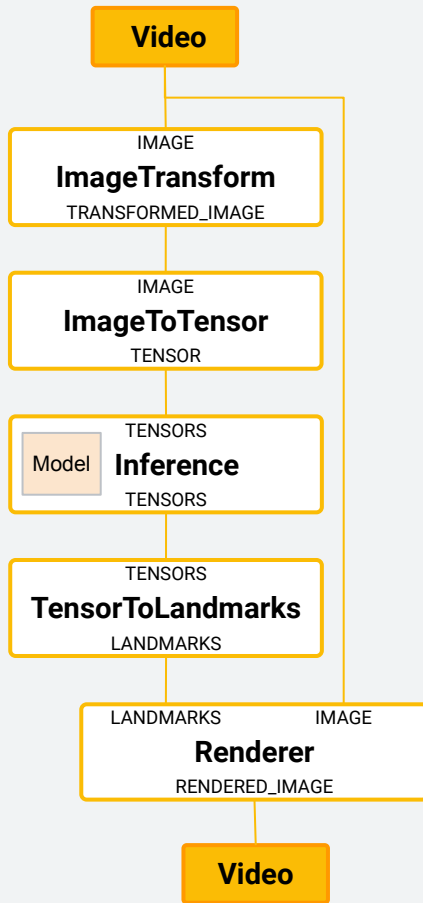 Video
IMAGE
ImageTransform
TRANSFORMED_IMAGE
IMAGE
ImageToTensor
TENSOR
TENSORS
Model
Inference
TENSORS
TENSORS
TensorToLandmarks
LANDMARKS
LANDMARKS IMAGE
Renderer
RENDERED_IMAGE
Video